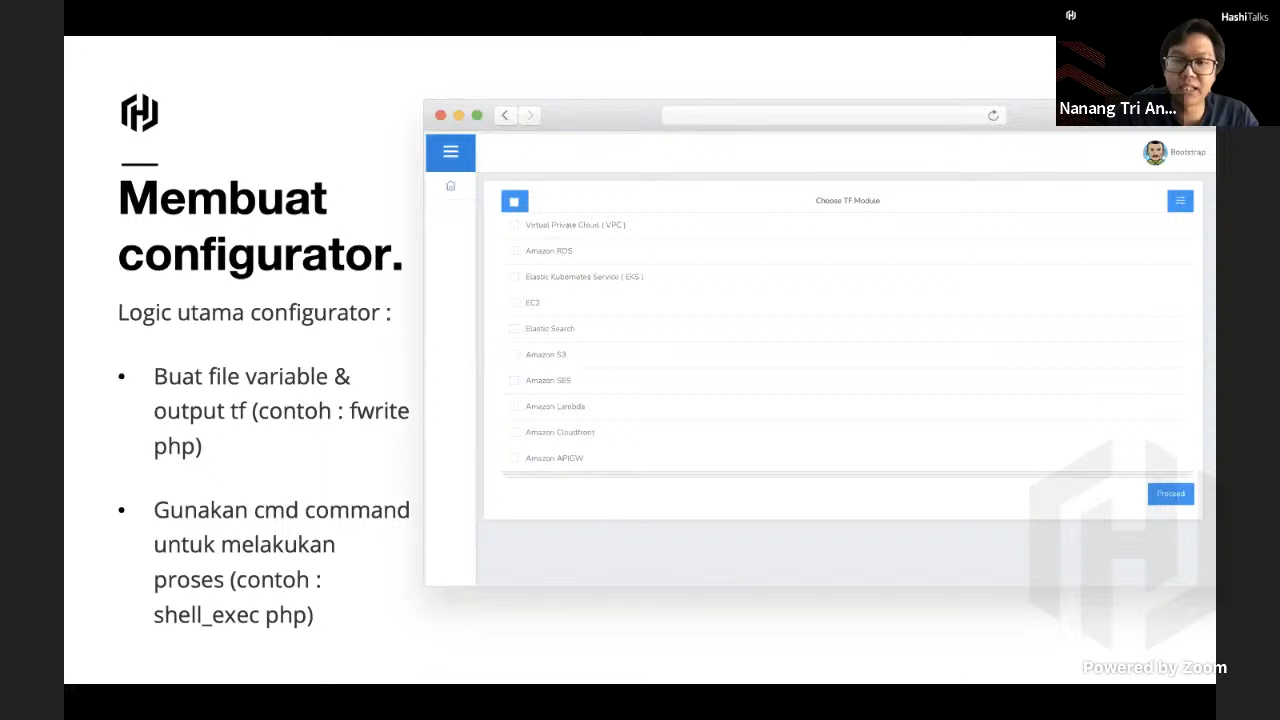 HashiTalks
Nanang Tri An...
Membuat
configurator.
Logic utama configurator :
• Buat file variable &
output tf (contoh : fwrite
php)
• Gunakan cmd command
untuk melakukan
proses (contoh :
shell_exec php)
Bootstrap
Choose TF Module
Virtual Private Cloud ( VPC )
Amazon RDS
Elastic Kubernetes Service ( EKS )
EC2
Elastic Search
Amazon S3
Amazon SES
Amazon Lambda
Amazon Cloudfront
Amazon APIGW
Proceed
Powered by Zoom